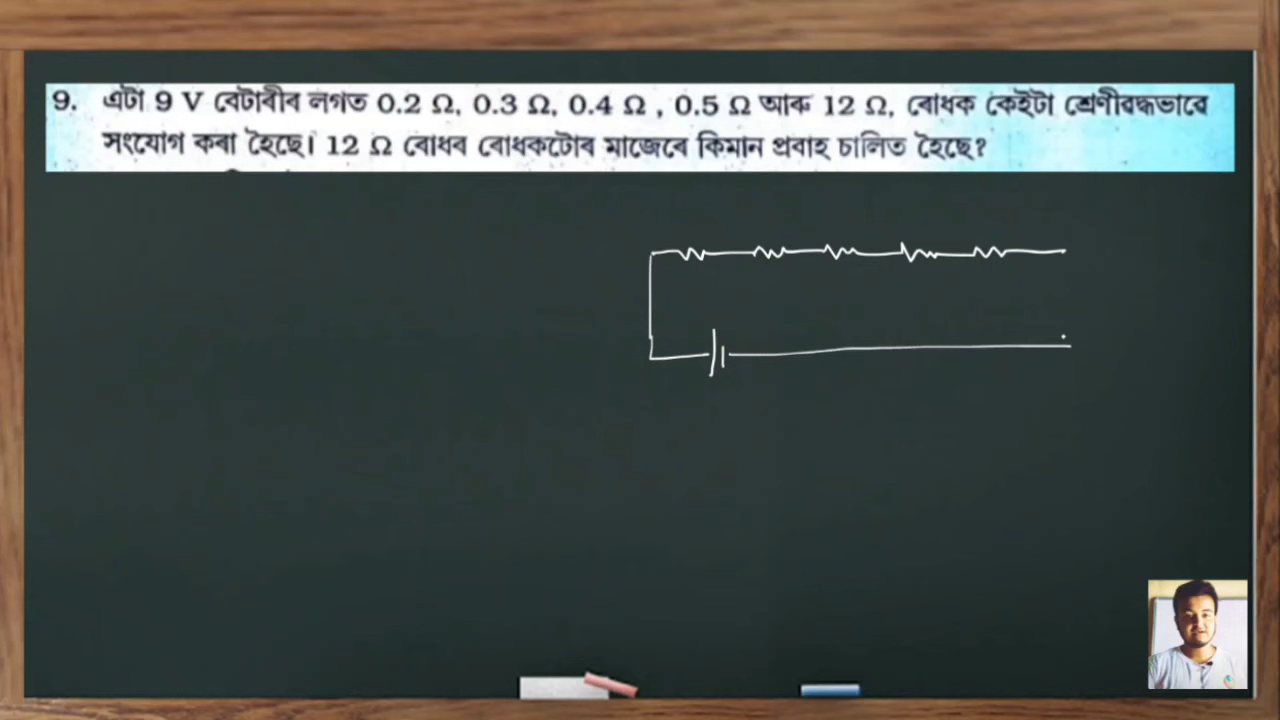 9. এটা 9 V বেটাৰীৰ লগত 0.2 Ω, 0.3 Ω, 0.4 Ω , 0.5 Ω আৰু 12 Ω, ৰোধক কেইটা শ্ৰেণীৱদ্ধভাৱে
সংযোগ কৰা হৈছে। 12 Ω ৰোধৰ ৰোধকটোৰ মাজেৰে কিমান প্ৰবাহ চালিত হৈছে?